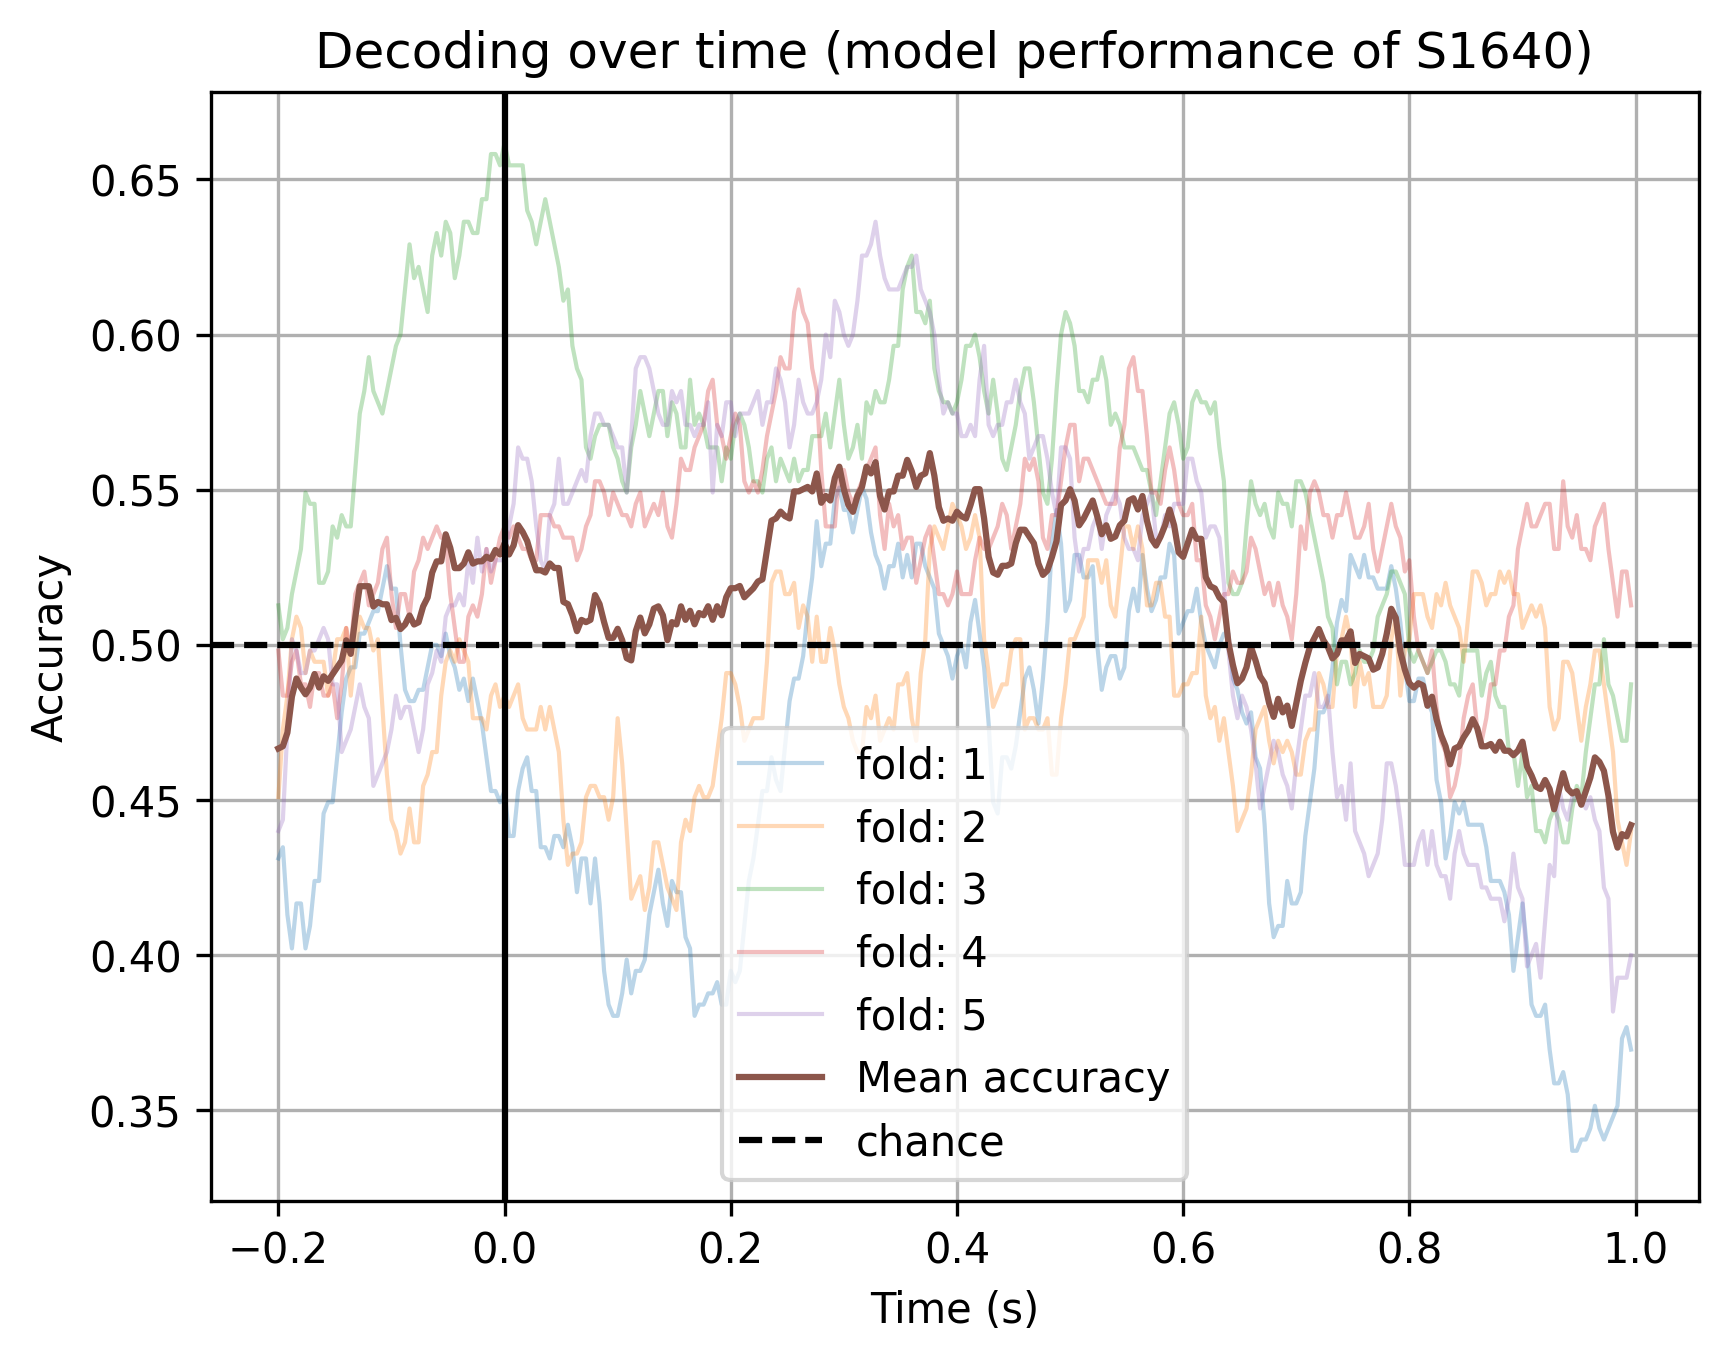 Decoding over time (model performance of S1640)
Accuracy
0.65
0.60
0.55
0.50
0.45
0.40
0.35
fold: 1
fold: 2
fold: 3
fold: 4
fold: 5
Mean accuracy
chance
−0.2
0.0
0.2
0.4
0.6
0.8
1.0
Time (s)